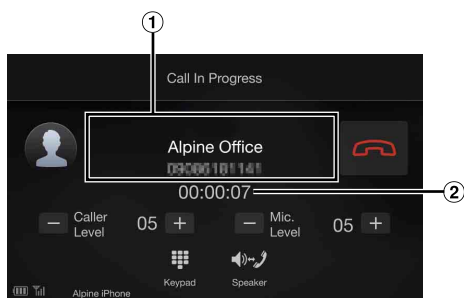 1
Call In Progress
Alpine Office
00:00:07
2
Caller Level
05
Mic. Level
05
Keypad
Speaker
Alpine iPhone